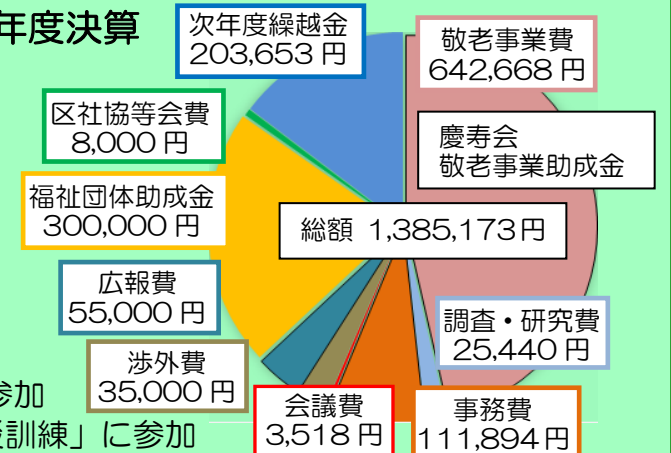 年度決算
次年度繰越金
203,653 円
敬老事業費
642,668 円
慶寿会
敬老事業助成金
区社協等会費
8,000 円
福祉団体助成金
300,000 円
総額 1,385,173 円
広報費
55,000 円
調査・研究費
25,440 円
渉外費
35,000 円
会議費
3,518 円
事務費
111,894 円
参加
訓練」に参加